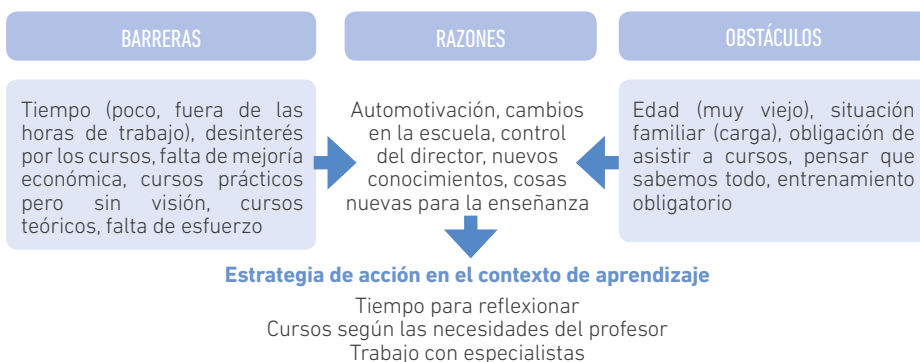 BARRERAS
RAZONES
OBSTÁCULOS
Tiempo (poco, fuera de las
horas de trabajo), desinterés
por los cursos, falta de mejoría
económica, cursos prácticos
pero sin visión, cursos
teóricos, falta de esfuerzo
Automotivación, cambios
en la escuela, control
del director, nuevos
conocimientos, cosas
nuevas para la enseñanza
Edad (muy viejo), situación
familiar (carga), obligación de
asistir a cursos, pensar que
sabemos todo, entrenamiento
obligatorio
Estrategia de acción en el contexto de aprendizaje
Tiempo para reflexionar
Cursos según las necesidades del profesor
Trabajo con especialistas